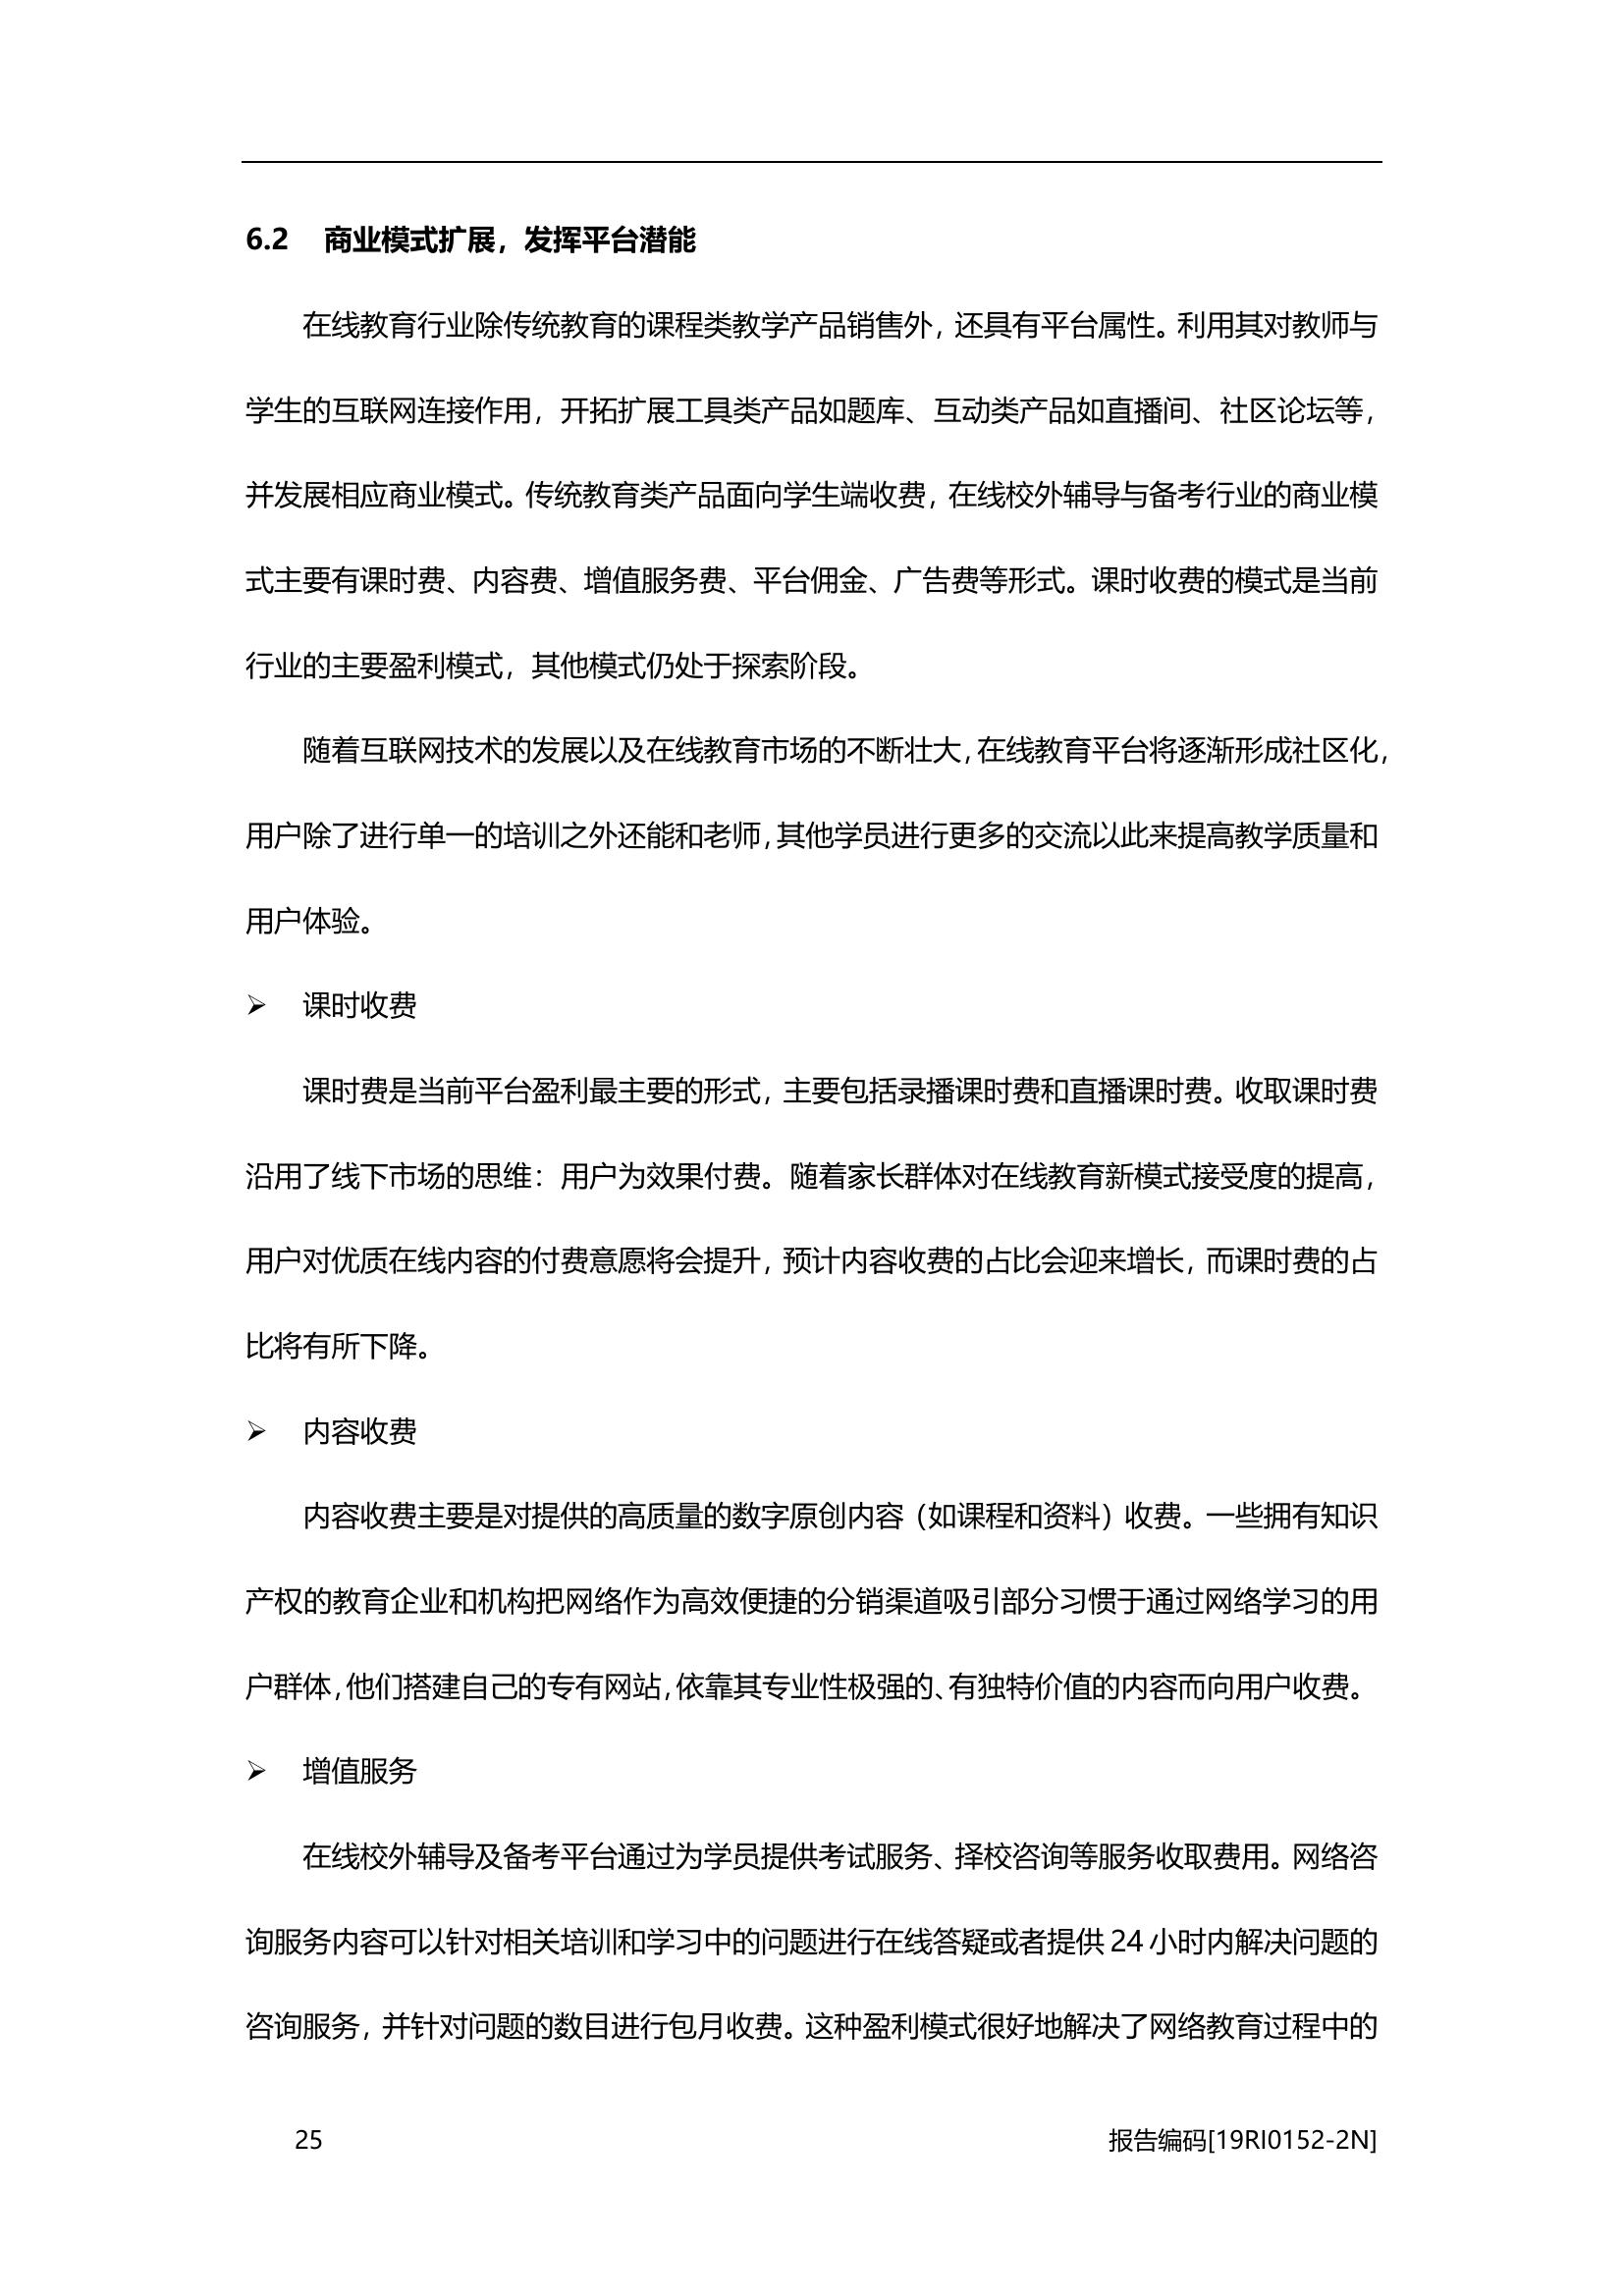 6.2 商业模式扩展，发挥平台潜能
在线教育行业除传统教育的课程类教学产品销售外，还具有平台属性。利用其对教师与
学生的互联网连接作用，开拓扩展工具类产品如题库、互动类产品如直播间、社区论坛等，
并发展相应商业模式。传统教育类产品面向学生端收费，在线校外辅导与备考行业的商业模
式主要有课时费、内容费、增值服务费、平台佣金、广告费等形式。课时收费的模式是当前
行业的主要盈利模式，其他模式仍处于探索阶段。
随着互联网技术的发展以及在线教育市场的不断壮大，在线教育平台将逐渐形成社区化，
用户除了进行单一的培训之外还能和老师，其他学员进行更多的交流以此来提高教学质量和
用户体验。
➢ 课时收费
课时费是当前平台盈利最主要的形式，主要包括录播课时费和直播课时费。收取课时费
沿用了线下市场的思维：用户为效果付费。随着家长群体对在线教育新模式接受度的提高，
用户对优质在线内容的付费意愿将会提升，预计内容收费的占比会迎来增长，而课时费的占
比将有所下降。
➢ 内容收费
内容收费主要是对提供的高质量的数字原创内容（如课程和资料）收费。一些拥有知识
产权的教育企业和机构把网络作为高效便捷的分销渠道吸引部分习惯于通过网络学习的用
户群体，他们搭建自己的专有网站，依靠其专业性极强的、有独特价值的内容而向用户收费。
➢ 增值服务
在线校外辅导及备考平台通过为学员提供考试服务、择校咨询等服务收取费用。网络咨
询服务内容可以针对相关培训和学习中的问题进行在线答疑或者提供 24 小时内解决问题的
咨询服务，并针对问题的数目进行包月收费。这种盈利模式很好地解决了网络教育过程中的
25 报告编码[19RI0152-2N]